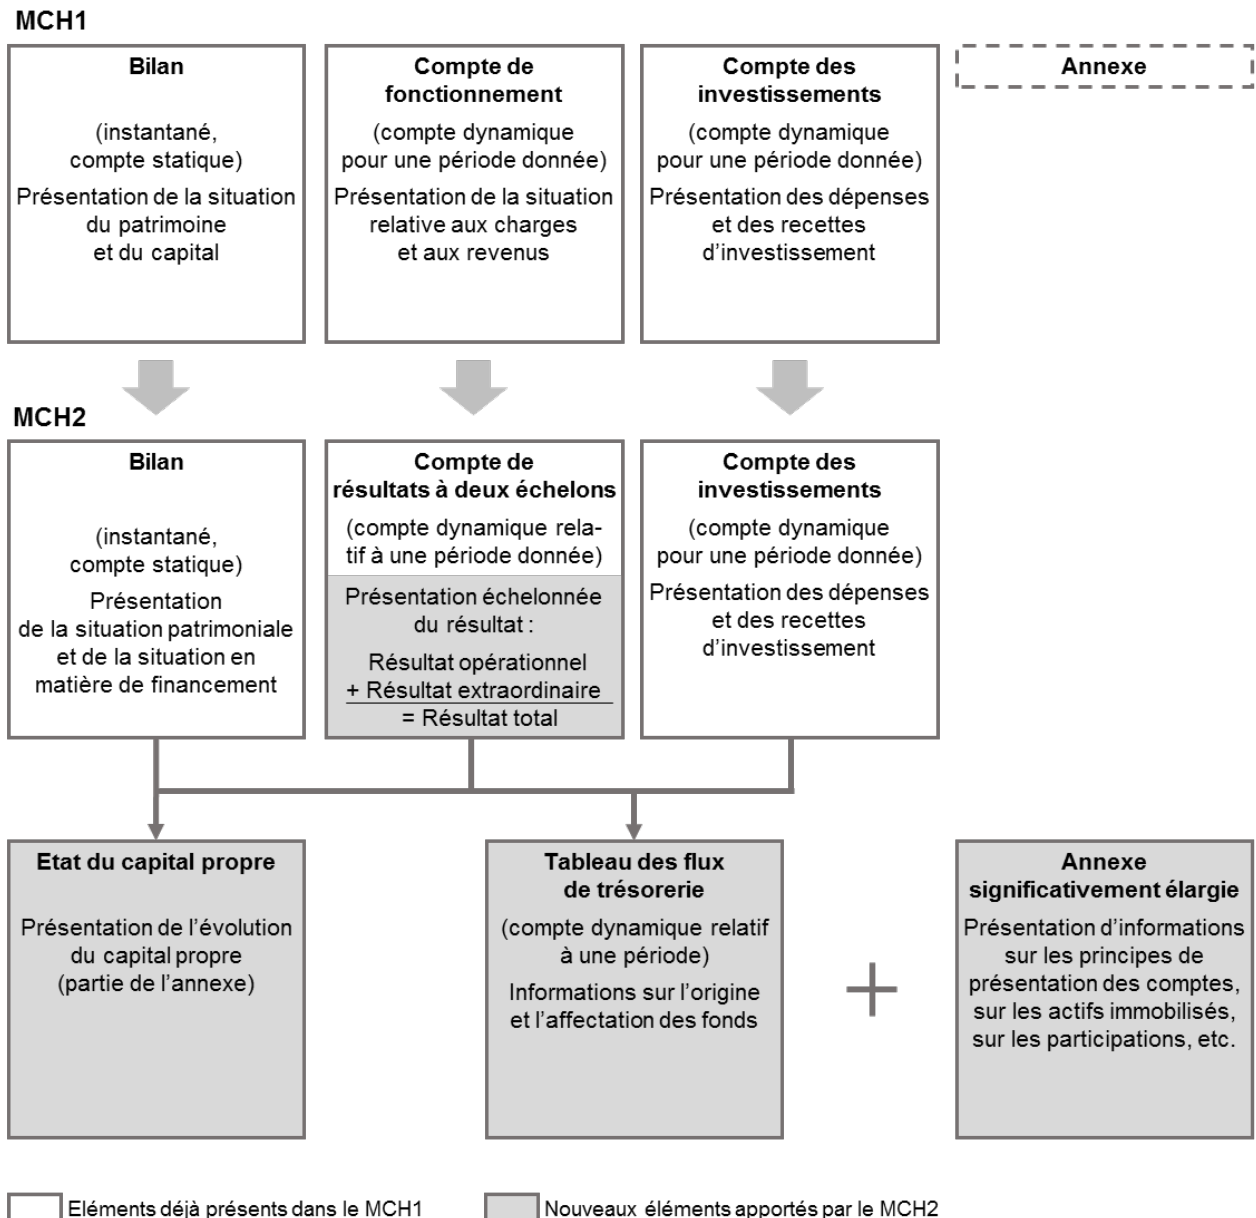 MCH1
Bilan
(instantané,
compte statique)
Présentation de la situation
du patrimoine
et du capital
Compte de
fonctionnement
(compte dynamique
pour une période donnée)
Présentation de la situation
relative aux charges
et aux revenus
Compte des
investissements
(compte dynamique
pour une période donnée)
Présentation des dépenses
et des recettes
d’investissement
Annexe
MCH2
Bilan
(instantané,
compte statique)
Présentation
de la situation patrimoniale
et de la situation en
matière de financement
Compte de
résultats à deux échelons
(compte dynamique rela-
tif à une période donnée)
Présentation échelonnée
du résultat :
Résultat opérationnel
+ Résultat extraordinaire
= Résultat total
Compte des
investissements
(compte dynamique
pour une période donnée)
Présentation des dépenses
et des recettes
d’investissement
Etat du capital propre
Présentation de l’évolution
du capital propre
(partie de l’annexe)
Tableau des flux
de trésorerie
(compte dynamique relatif
à une période)
Informations sur l’origine
et l’affectation des fonds
+
Annexe
significativement élargie
Présentation d’informations
sur les principes de
présentation des comptes,
sur les actifs immobilisés,
sur les participations, etc.
Eléments déjà présents dans le MCH1
Nouveaux éléments apportés par le MCH2